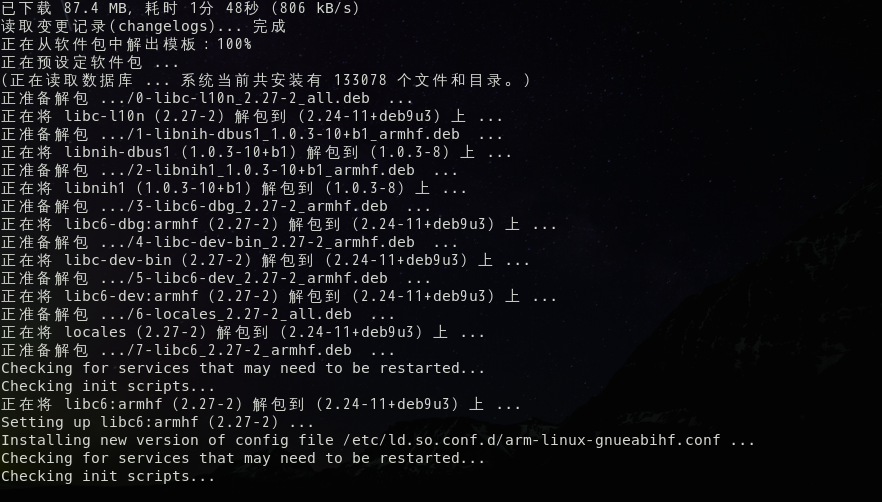 已下载 87.4 MB, 耗时 1分 48秒 (806 kB/s)
读取变更记录(changelogs)... 完成
正在从软件包中解出模板：100%
正在预设定软件包 ...
(正在读取数据库 ... 系统当前共安装有 133078 个文件和目录。)
正准备解包 .../0-libc-l10n_2.27-2_all.deb  ...
正在将 libc-l10n (2.27-2) 解包到 (2.24-11+deb9u3) 上 ...
正准备解包 .../1-libnih-dbus1_1.0.3-10+b1_armhf.deb  ...
正在将 libnih-dbus1 (1.0.3-10+b1) 解包到 (1.0.3-8) 上 ...
正准备解包 .../2-libnih1_1.0.3-10+b1_armhf.deb  ...
正在将 libnih1 (1.0.3-10+b1) 解包到 (1.0.3-8) 上 ...
正准备解包 .../3-libc6-dbg_2.27-2_armhf.deb  ...
正在将 libc6-dbg:armhf (2.27-2) 解包到 (2.24-11+deb9u3) 上 ...
正准备解包 .../4-libc-dev-bin_2.27-2_armhf.deb  ...
正在将 libc-dev-bin (2.27-2) 解包到 (2.24-11+deb9u3) 上 ...
正准备解包 .../5-libc6-dev_2.27-2_armhf.deb  ...
正在将 libc6-dev:armhf (2.27-2) 解包到 (2.24-11+deb9u3) 上 ...
正准备解包 .../6-locales_2.27-2_all.deb  ...
正在将 locales (2.27-2) 解包到 (2.24-11+deb9u3) 上 ...
正准备解包 .../7-libc6_2.27-2_armhf.deb  ...
Checking for services that may need to be restarted...
Checking init scripts...
正在将 libc6:armhf (2.27-2) 解包到 (2.24-11+deb9u3) 上 ...
Setting up libc6:armhf (2.27-2) ...
Installing new version of config file /etc/ld.so.conf.d/arm-linux-gnueabihf.conf ...
Checking for services that may need to be restarted...
Checking init scripts...